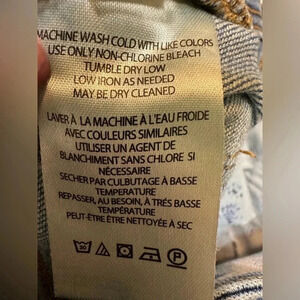 MACHINE WASH COLD WITH LIKE COLORS
USE ONLY NON-CHLORINE BLEACH
TUMBLE DRY LOW
LOW IRON AS NEEDED
MAY BE DRY CLEANED
LAVER À LA MACHINE À L'EAU FROIDE
AVEC COULEURS SIMILAIRES
UTILISER UN AGENT DE
BLANCHIMENT SANS CHLORE SI
NÉCESSAIRE
SECHER PAR CULBUTAGE À BASSE
TEMPERATURE
REPASSER, AU BESOIN, À TRÉS BASSE
TEMPÉRATURE
PEUT-ÊTRE ÊTRE NETTOYÉE À SEC